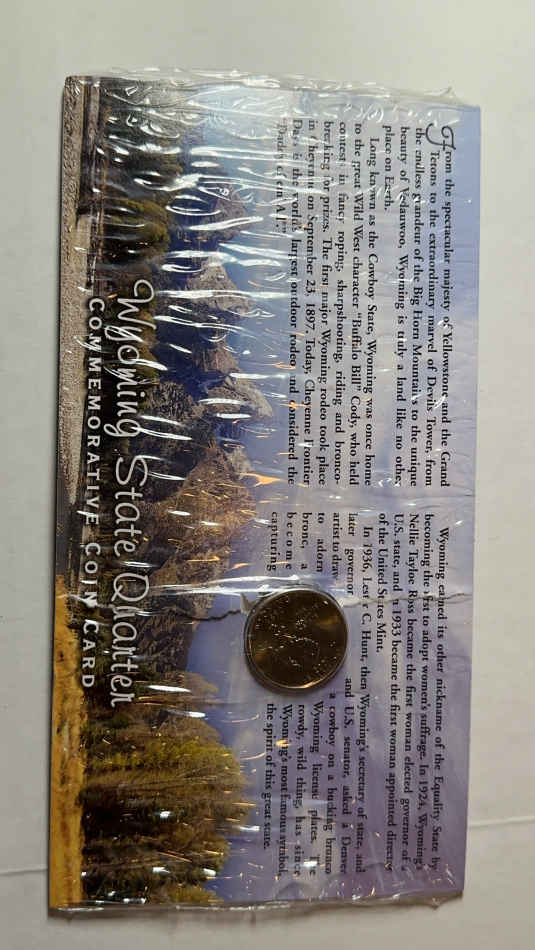 From the spectacular majesty of Yellowstone and the Grand
Tetons to the extraordinary marvel of Devils Tower, from
the endless grandeur of the Big Horn Mountains to the unique
beauty of Vedauwoo, Wyoming is truly a land like no other
place on Earth.
Long known as the Cowboy State, Wyoming was once home
to the great Wild West character "Buffalo Bill" Cody, who held
contests in fancy roping, sharpshooting, riding and bronco-
breaking for prizes. The first major Wyoming rodeo took place
in Cheyenne on September 23, 1897. Today, Cheyenne Frontier
Days is the world's largest outdoor rodeo and considered the
"Daddy of em all".
Wyoming earned its other nickname of the Equality State by
becoming the first to adopt women's suffrage. In 1924, Wyoming's
Nellie Tayloe Ross became the first woman elected governor of a
U.S. state, and in 1933 became the first woman appointed director
of the United States Mint.
In 1936, Lester C. Hunt, then Wyoming's secretary of state, and
later governor and U.S. senator, asked a Denver
artist to draw a cowboy on a bucking bronco
to adorn Wyoming license plates. The
bronc, a rowdy, wild thing, has since
become Wyoming's most famous symbol,
capturing the spirit of this great state.
Wyoming State Quarter
COMMEMORATIVE COIN CARD